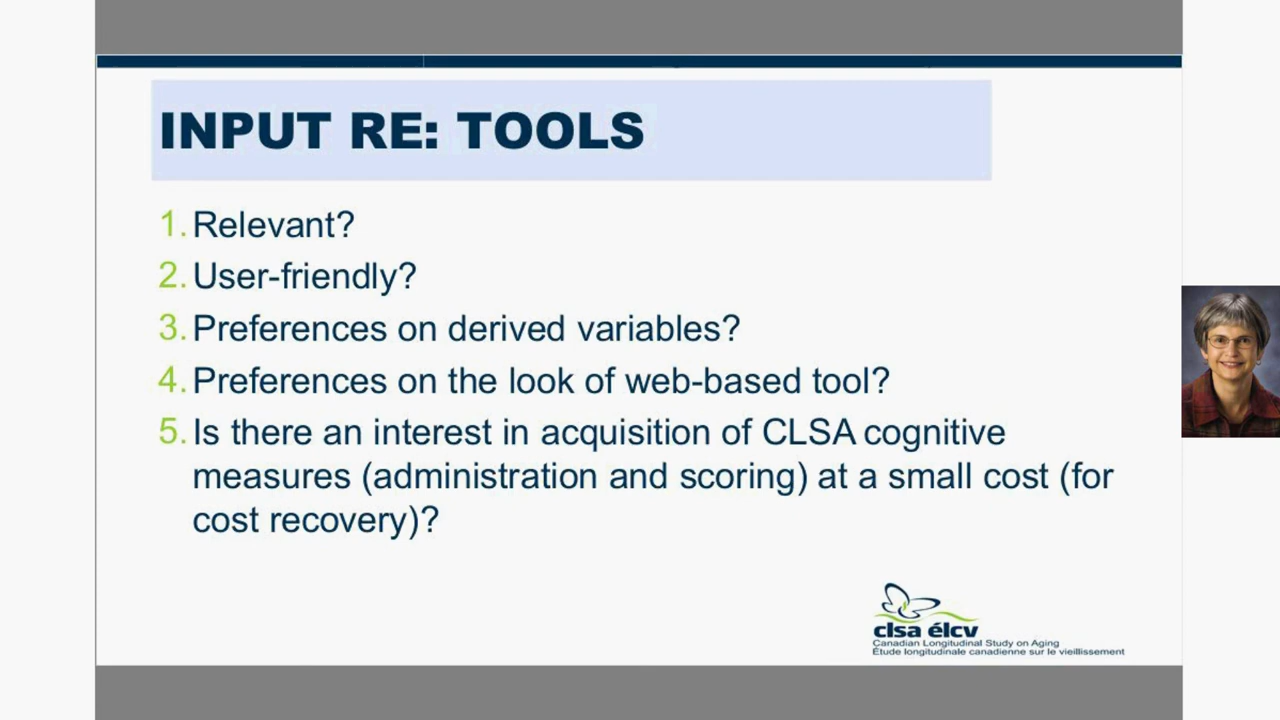 INPUT RE: TOOLS
1. Relevant?
2. User-friendly?
3. Preferences on derived variables?
4. Preferences on the look of web-based tool?
5. Is there an interest in acquisition of CLSA cognitive
measures (administration and scoring) at a small cost (for
cost recovery)?
clsa élcv
Canadian Longitudinal Study on Aging
Étude longitudinale canadienne sur le vieillissement